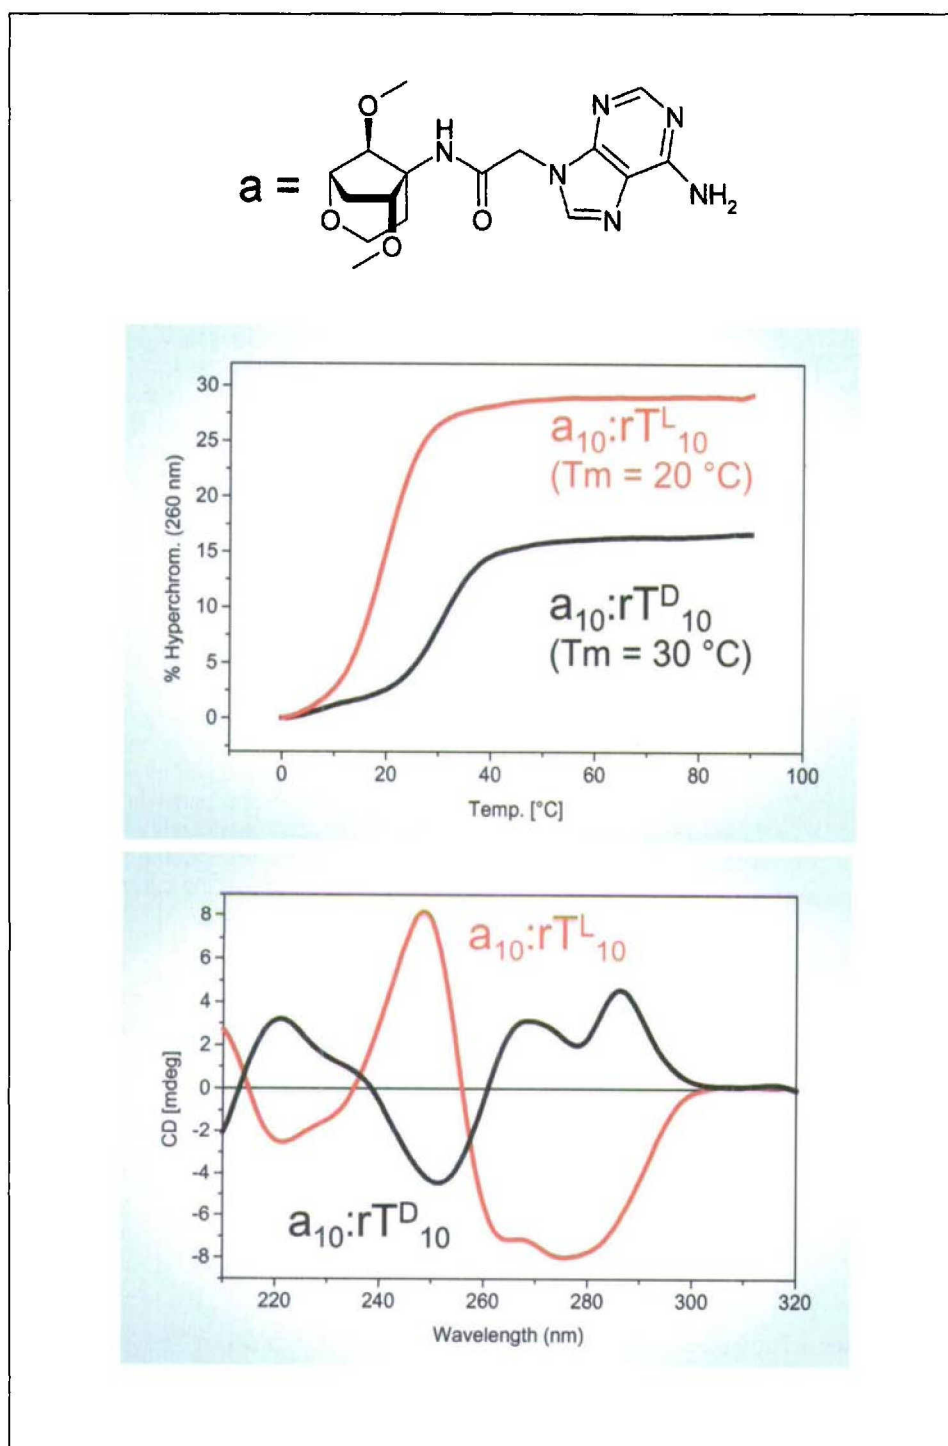 a =
O
O
O
H
N
O
N
N
N
N
NH₂
% Hyperchrom. (260 nm)
30
25
20
15
10
5
0
a₁₀:rTᴸ₁₀
(Tm = 20 °C)
a₁₀:rTᴰ₁₀
(Tm = 30 °C)
0 20 40 60 80 100
Temp. [°C]
CD [mdeg]
8
6
4
2
0
-2
-4
-6
-8
a₁₀:rTᴸ₁₀
a₁₀:rTᴰ₁₀
220 240 260 280 300 320
Wavelength (nm)